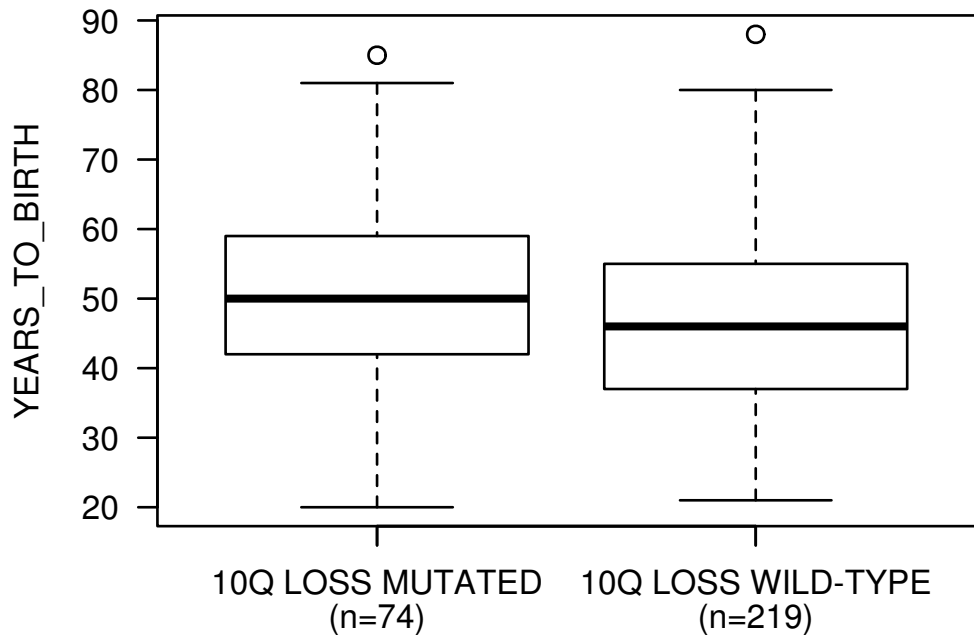 YEARS_TO_BIRTH
90
80
70
60
50
40
30
20
10Q LOSS MUTATED
(n=74)
10Q LOSS WILD-TYPE
(n=219)